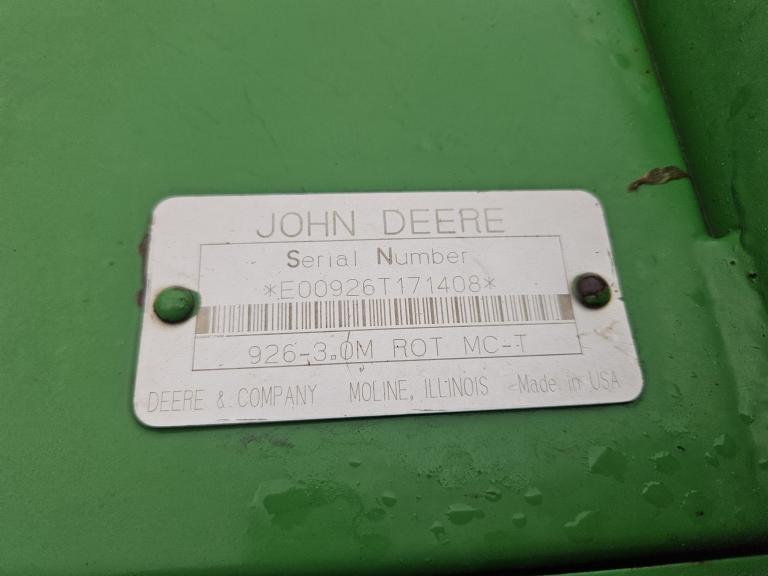 JOHN DEERE
Serial Number
*E00926T171408*
926-3.0M ROT MC-T
DEERE & COMPANY MOLINE, ILLINOIS Made in USA